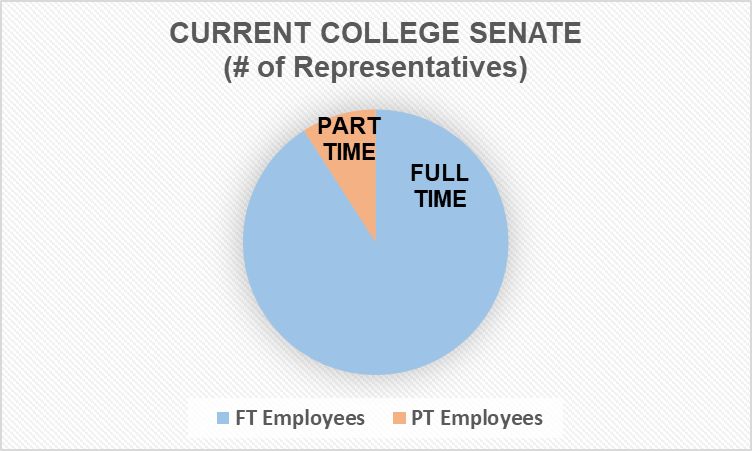 CURRENT COLLEGE SENATE
(# of Representatives)
PART
TIME
FULL
TIME
FT Employees
PT Employees